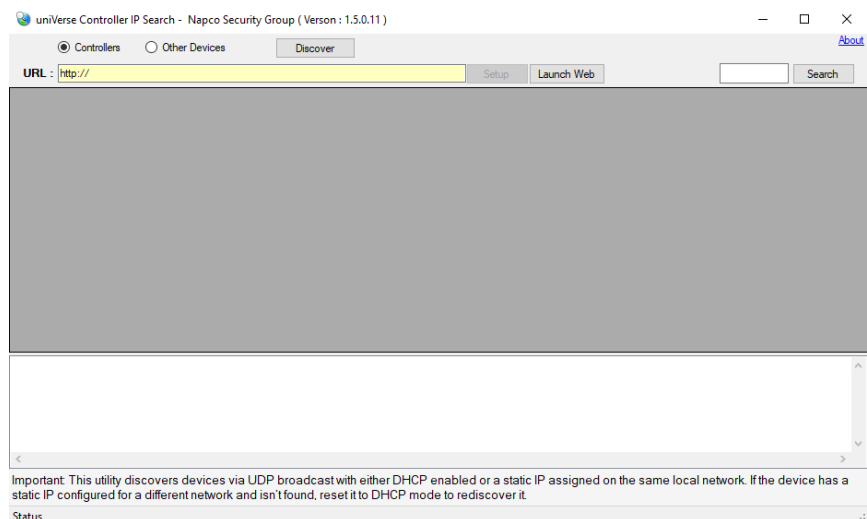 uniVerse Controller IP Search - Napco Security Group ( Verson : 1.5.0.11 )
About
Controllers Other Devices Discover
URL : http:// Setup Launch Web Search
Important: This utility discovers devices via UDP broadcast with either DHCP enabled or a static IP assigned on the same local network. If the device has a
static IP configured for a different network and isn't found, reset it to DHCP mode to rediscover it.
Status